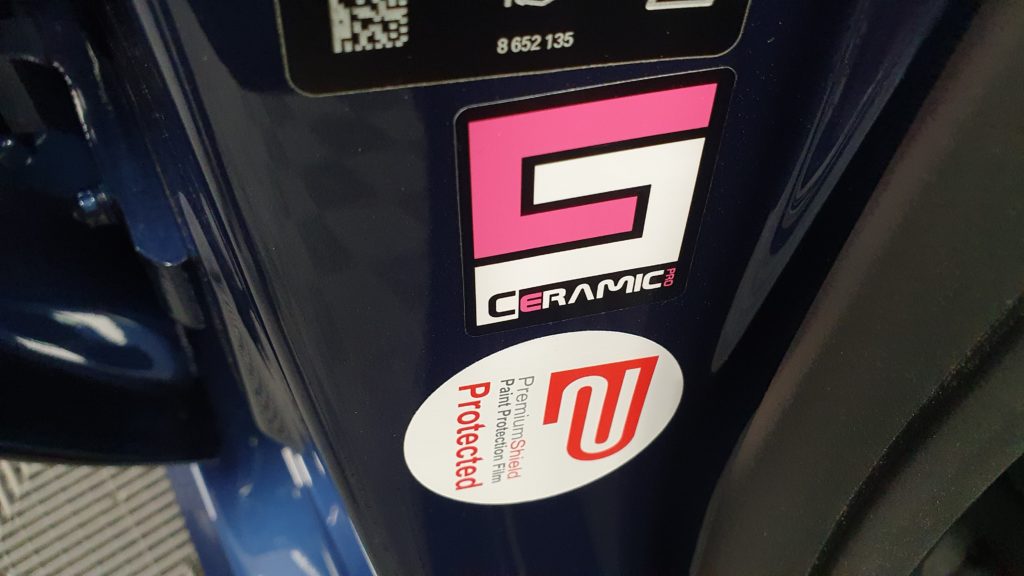 8 652 135
CERAMIC PRO
PremiumShield
Paint Protection Film
Protected